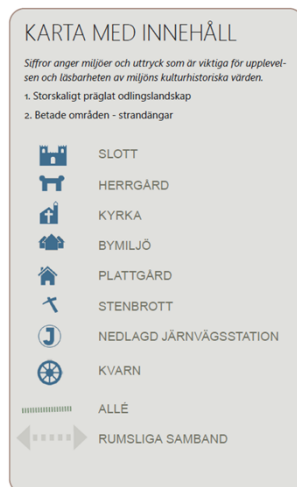 KARTA MED INNEHÅLL
Siffror anger miljöer och uttryck som är viktiga för upplevel-
sen och läsbarheten av miljöns kulturhistoriska värden.
1. Storskaligt präglat odlingslandskap
2. Betade områden - strandängar
SLOTT
HERRGÅRD
KYRKA
BYMILJÖ
PLATTGÅRD
STENBROTT
J NEDLAGD JÄRNVÄGSSTATION
KVARN
ALLÉ
RUMSLIGA SAMBAND